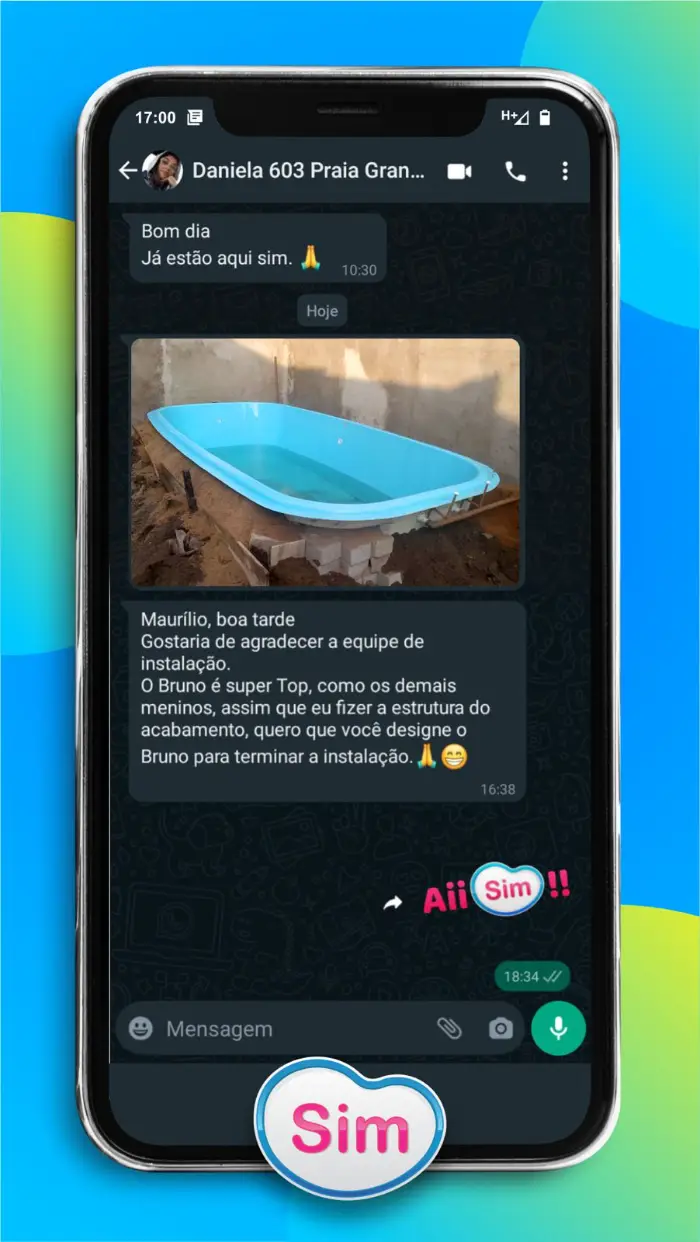 17:00
H+
Daniela 603 Praia Gran...
Bom dia
Já estão aqui sim. 🙏
10:30
Hoje
Maurílio, boa tarde
Gostaria de agradecer a equipe de
instalação.
O Bruno é super Top, como os demais
meninos, assim que eu fizer a estrutura do
acabamento, quero que você designe o
Bruno para terminar a instalação.🙏😁
16:38
Aii Sim !!
18:34
Mensagem
Sim